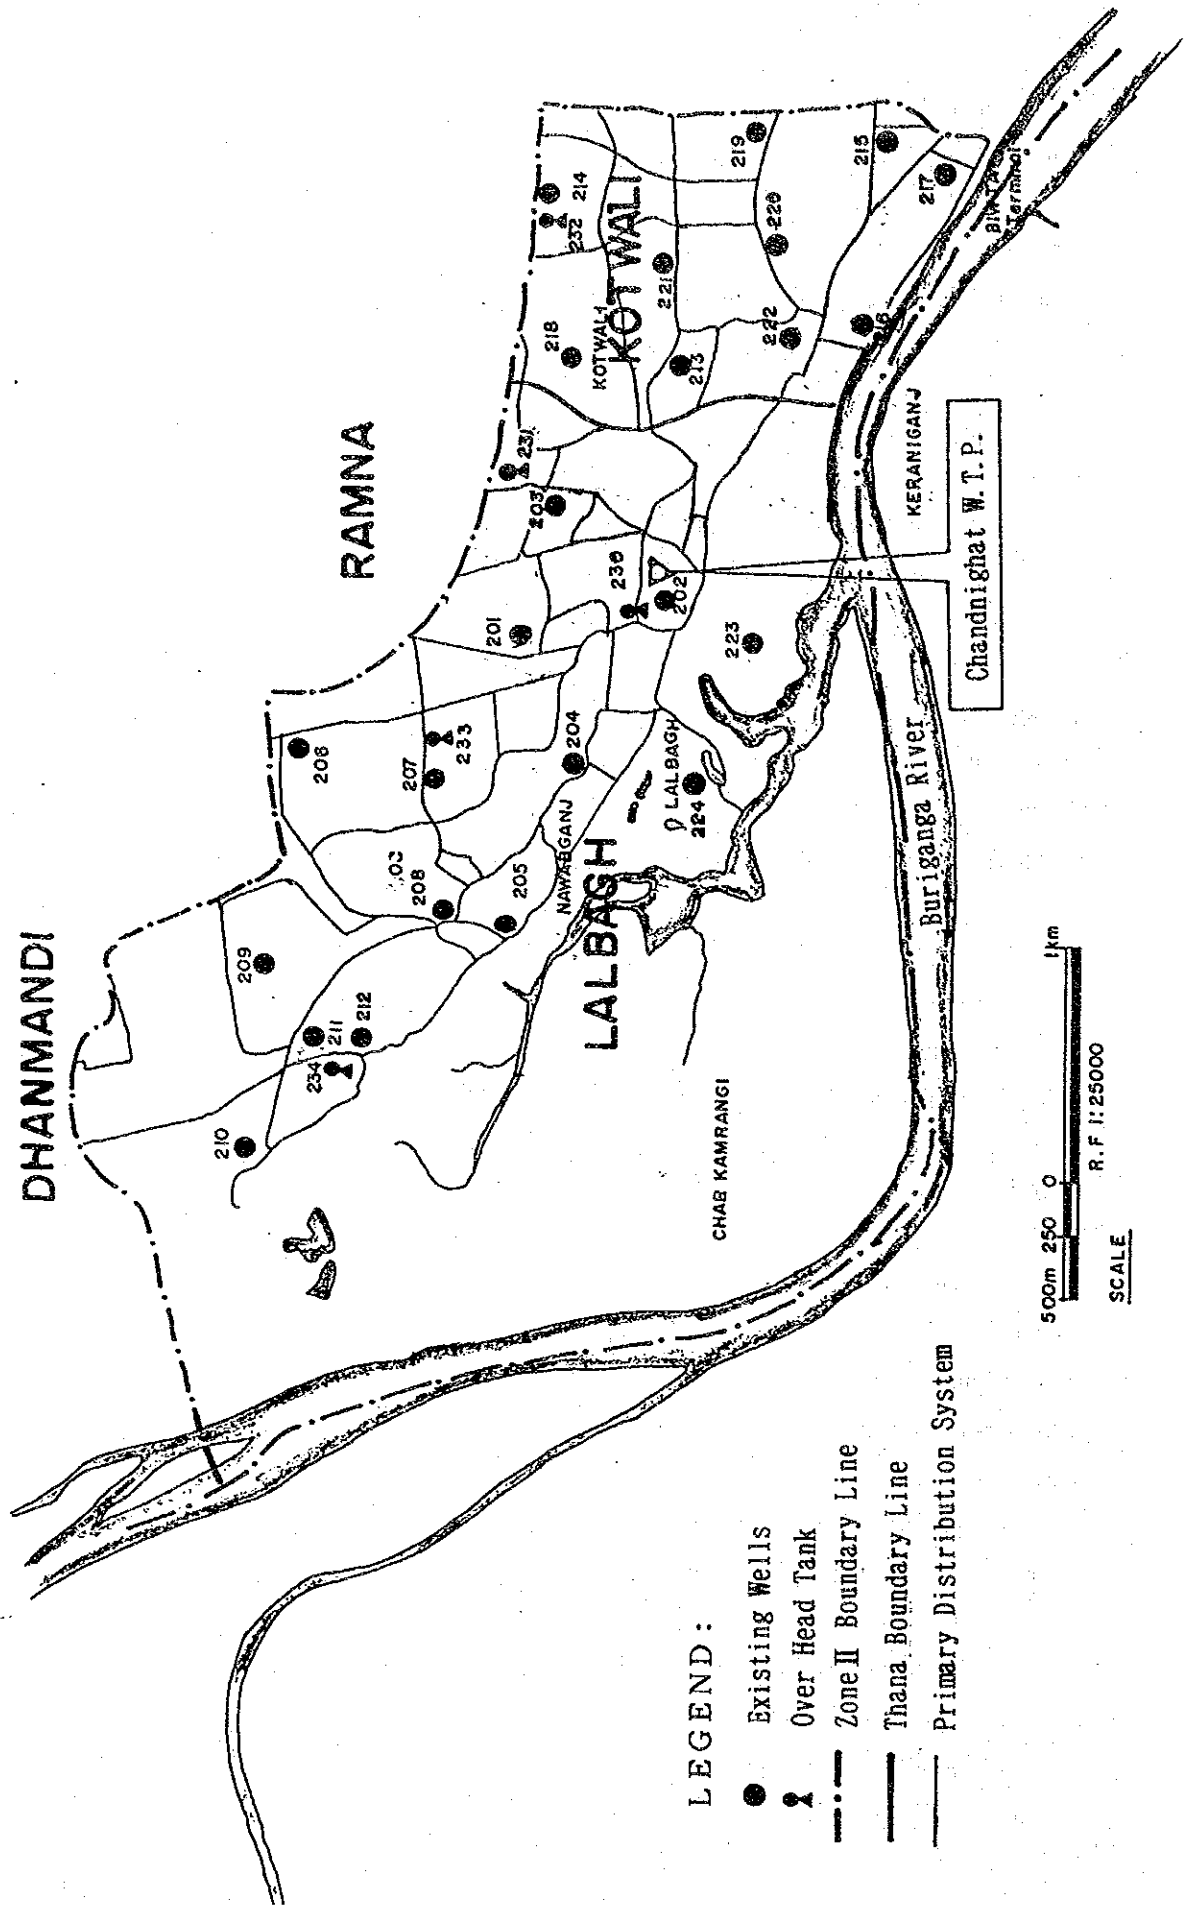 DHANMANDI
RAMNA
KOTWALI
LALBAGH
KOTWALI
NAWABGANJ
LALBAGH
KERANIGANJ
CHAR KAMRANGI
Buriganga River
Chandnighat W.T.P.
Terminal
210
234
211
212
209
208
205
206
207
233
204
224
201
223
202
203
231
218
232
214
221
213
222
219
215
217
LEGEND:
Existing Wells
Over Head Tank
Zone II Boundary Line
Thana Boundary Line
Primary Distribution System
500m 250 0 1km
R.F 1:25000
SCALE